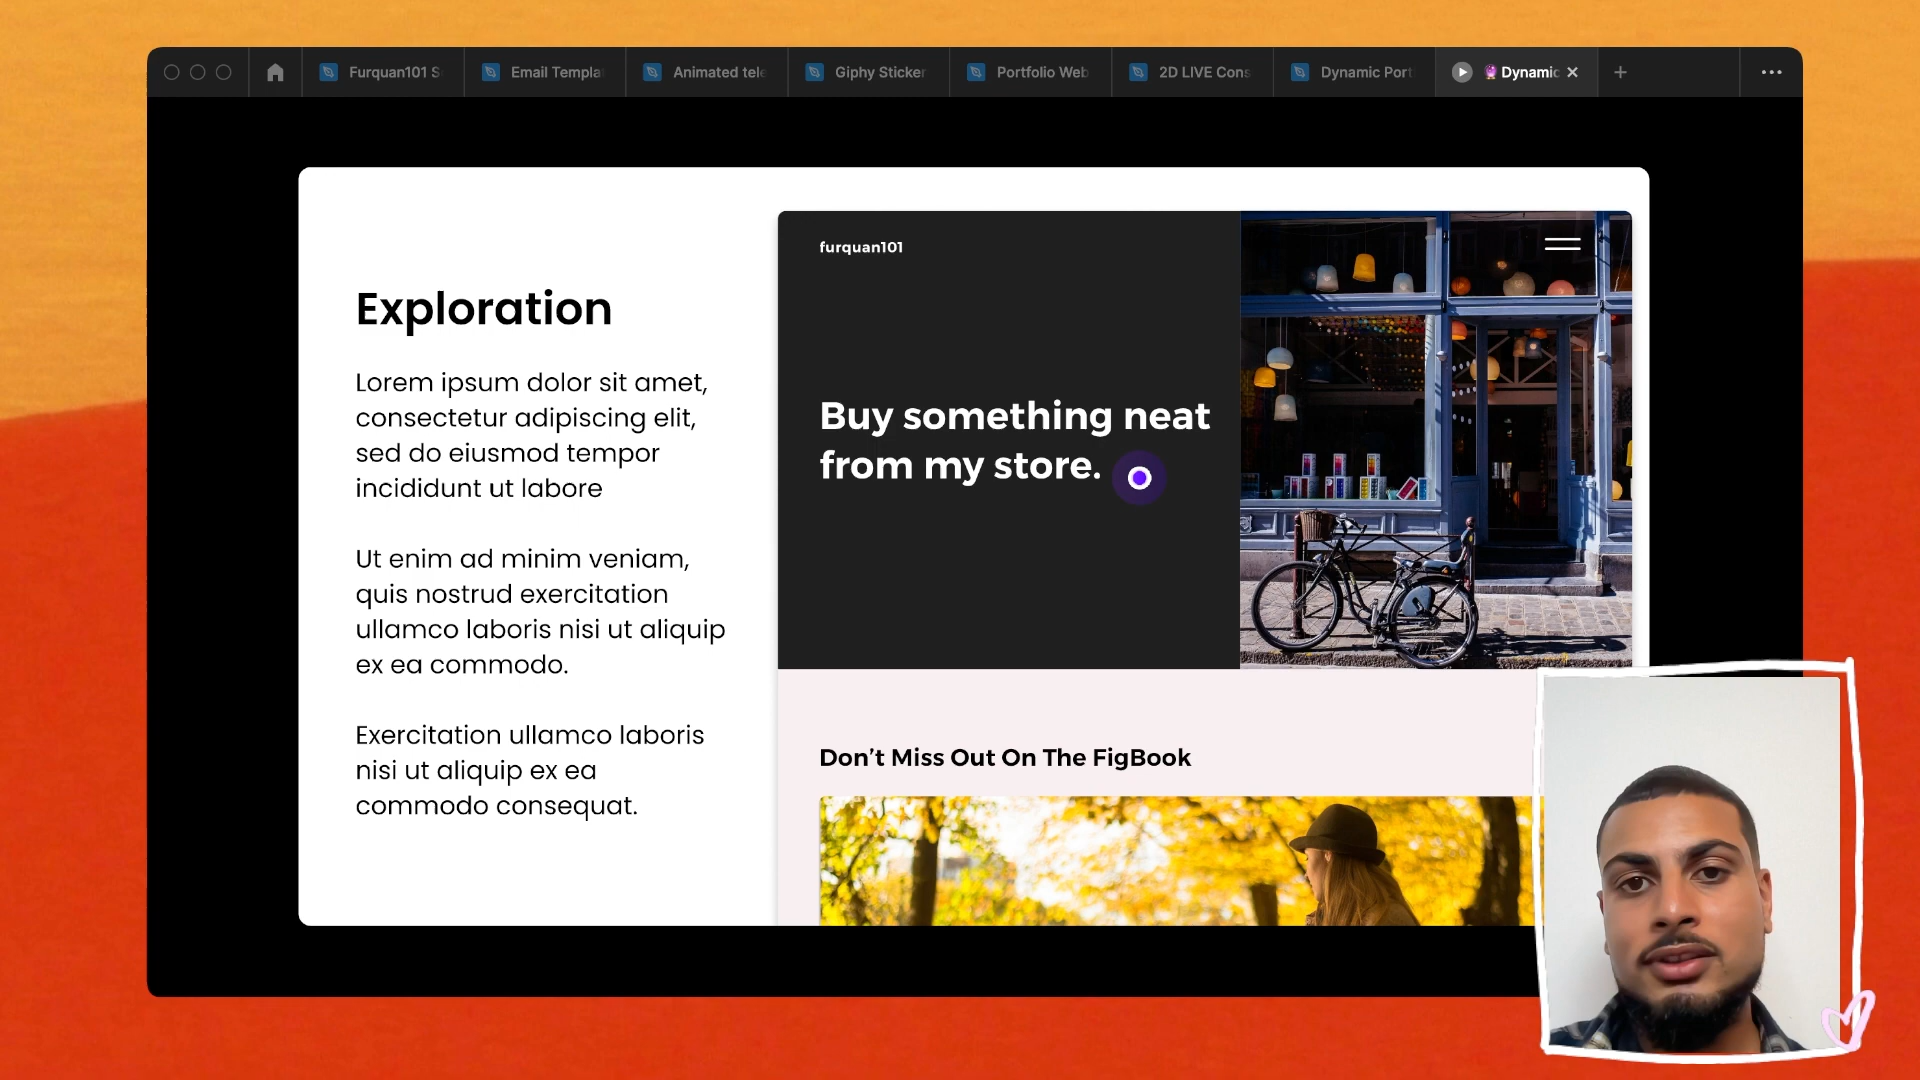 Furquan101 S
Email Templa
Animated tele
Giphy Sticker
Portfolio Web
2D LIVE Cons
Dynamic Port
Dynamic
Exploration
Lorem ipsum dolor sit amet,
consectetur adipiscing elit,
sed do eiusmod tempor
incididunt ut labore
Ut enim ad minim veniam,
quis nostrud exercitation
ullamco laboris nisi ut aliquip
ex ea commodo.
Exercitation ullamco laboris
nisi ut aliquip ex ea
commodo consequat.
furquan101
Buy something neat
from my store.
Don’t Miss Out On The FigBook